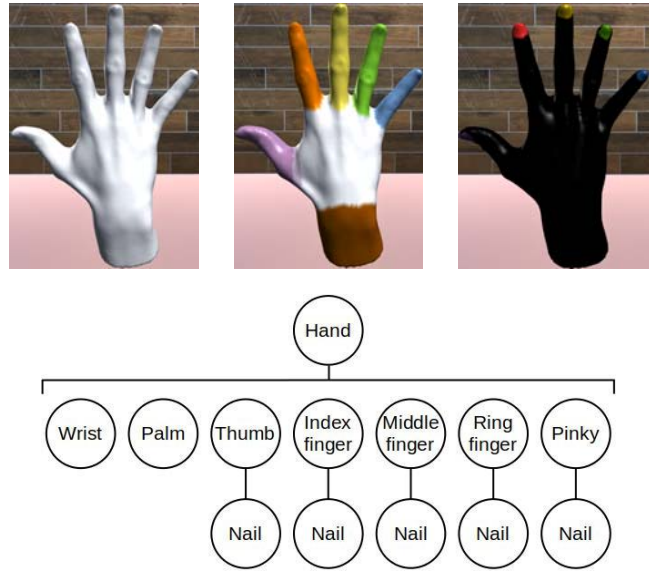 Hand
Wrist
Palm
Thumb
Index
finger
Middle
finger
Ring
finger
Pinky
Nail
Nail
Nail
Nail
Nail